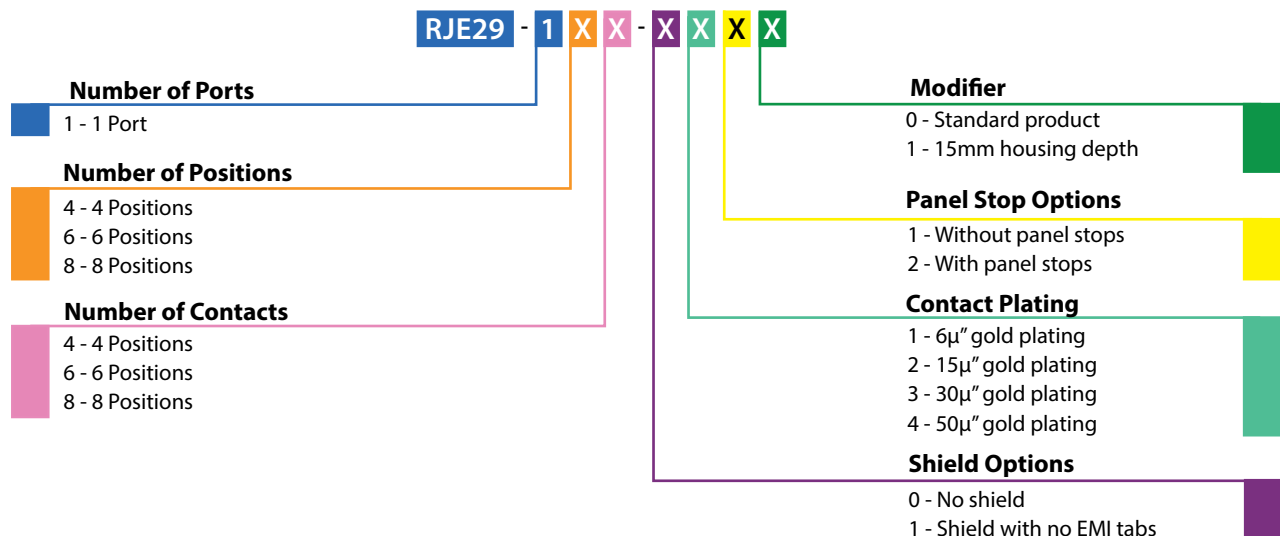 RJE29 - 1 X X - X X X X
Number of Ports
1 - 1 Port
Number of Positions
4 - 4 Positions
6 - 6 Positions
8 - 8 Positions
Number of Contacts
4 - 4 Positions
6 - 6 Positions
8 - 8 Positions
Modifier
0 - Standard product
1 - 15mm housing depth
Panel Stop Options
1 - Without panel stops
2 - With panel stops
Contact Plating
1 - 6µ” gold plating
2 - 15µ” gold plating
3 - 30µ” gold plating
4 - 50µ” gold plating
Shield Options
0 - No shield
1 - Shield with no EMI tabs